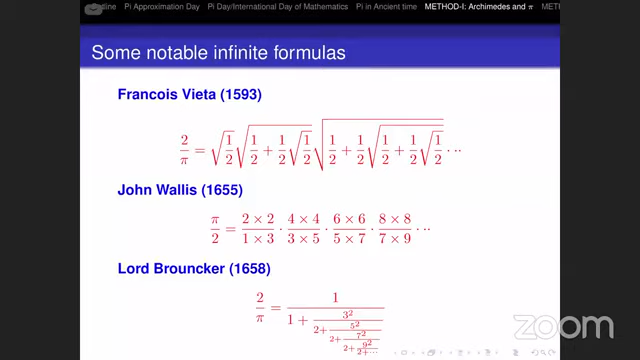 Outline Pi Approximation Day Pi Day/International Day of Mathematics Pi in Ancient time METHOD-I: Archimedes and π METH
Some notable infinite formulas
Francois Vieta (1593)
2/π = √(1/2) √(1/2 + 1/2 √(1/2)) √(1/2 + 1/2 √(1/2 + 1/2 √(1/2))) ···
John Wallis (1655)
π/2 = (2 × 2)/(1 × 3) · (4 × 4)/(3 × 5) · (6 × 6)/(5 × 7) · (8 × 8)/(7 × 9) ···
Lord Brouncker (1658)
2/π = 1/(1 + 3²/(2 + 5²/(2 + 7²/(2 + 9²/(2 + ···)))))
zoom